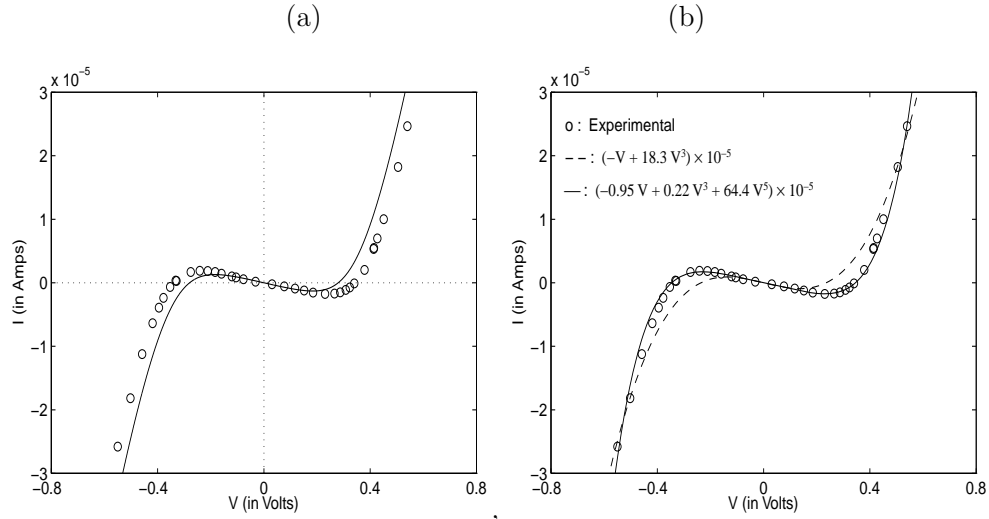 (a)
(b)
x 10⁻⁵
3
2
1
0
−1
−2
−3
−0.8
−0.4
0
0.4
0.8
V (in Volts)
I (in Amps)
x 10⁻⁵
3
2
1
0
−1
−2
−3
−0.8
−0.4
0
0.4
0.8
V (in Volts)
I (in Amps)
o : Experimental
− − : (−V + 18.3 V³) × 10⁻⁵
— : (−0.95 V + 0.22 V³ + 64.4 V⁵) × 10⁻⁵
,